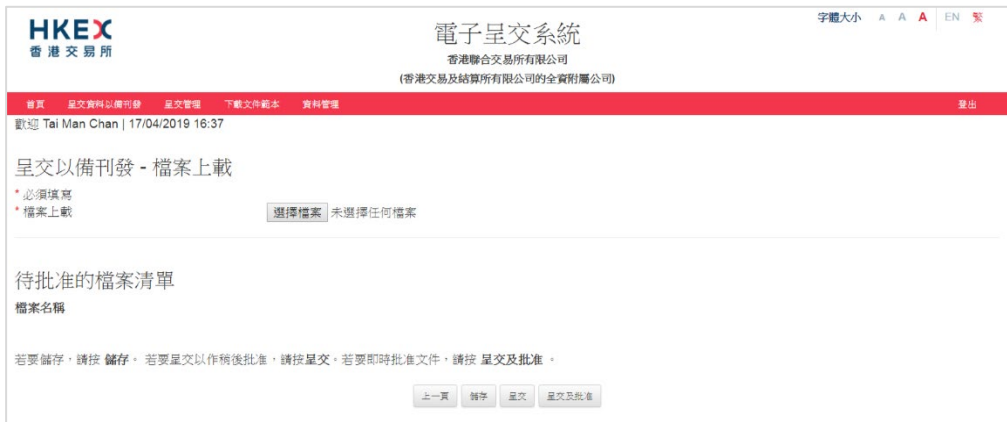 HKEX
香港交易所
電子呈交系統
香港聯合交易所有限公司
(香港交易及結算所有限公司的全資附屬公司)
字體大小 A A A EN 繁
首頁 呈交資料以備刊發 呈交管理 下載文件範本 資料管理 登出
歡迎 Tai Man Chan | 17/04/2019 16:37
呈交以備刊發 - 檔案上載
* 必須填寫
* 檔案上載 選擇檔案 未選擇任何檔案
待批准的檔案清單
檔案名稱
若要儲存，請按 儲存。 若要呈交以作稍後批准，請按呈交。若要即時批准文件，請按 呈交及批准 。
上一頁 儲存 呈交 呈交及批准